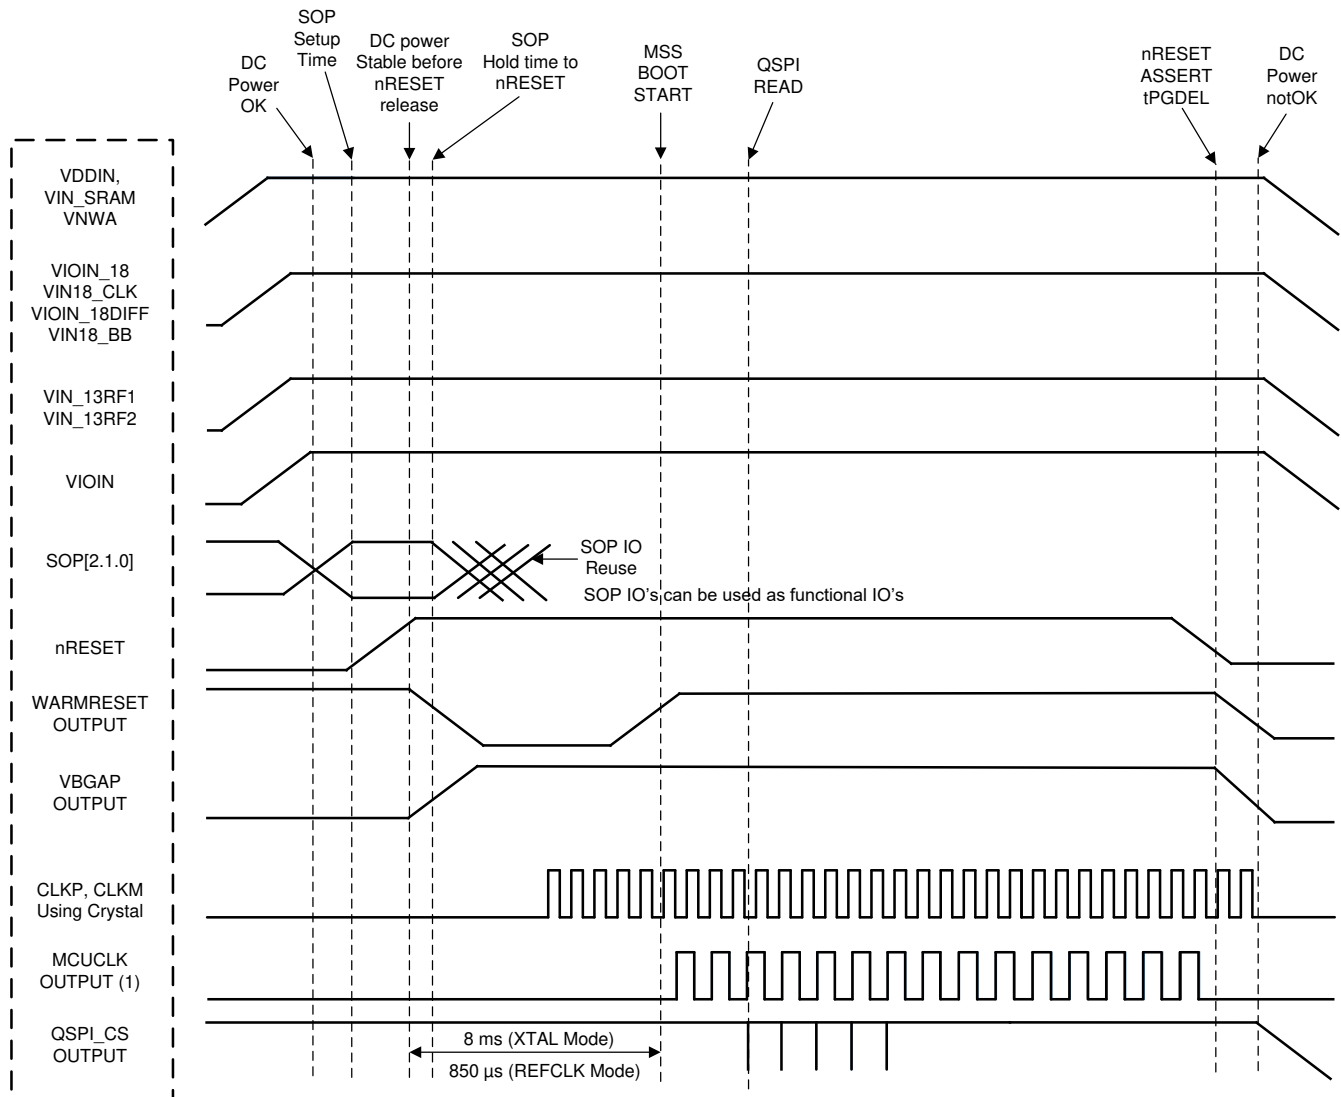 SOP
Setup
Time
DC
Power
OK
DC power
Stable before
nRESET
release
SOP
Hold time to
nRESET
MSS
BOOT
START
QSPI
READ
nRESET
ASSERT
tPGDEL
DC
Power
notOK
VDDIN,
VIN_SRAM
VNWA
VIOIN_18
VIN18_CLK
VIOIN_18DIFF
VIN18_BB
VIN_13RF1
VIN_13RF2
VIOIN
SOP[2.1.0]
SOP IO
Reuse
SOP IO's can be used as functional IO's
nRESET
WARMRESET
OUTPUT
VBGAP
OUTPUT
CLKP, CLKM
Using Crystal
MCUCLK
OUTPUT (1)
QSPI_CS
OUTPUT
8 ms (XTAL Mode)
850 µs (REFCLK Mode)